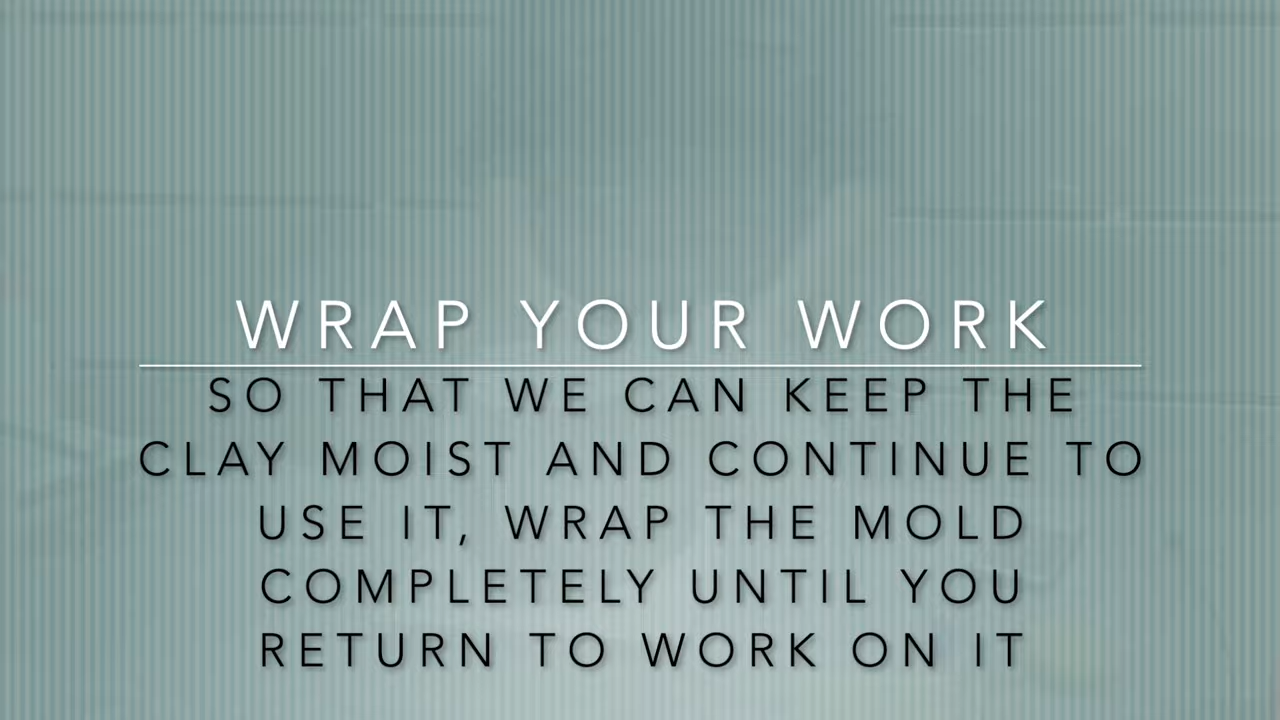 WRAP YOUR WORK
SO THAT WE CAN KEEP THE
CLAY MOIST AND CONTINUE TO
USE IT, WRAP THE MOLD
COMPLETELY UNTIL YOU
RETURN TO WORK ON IT